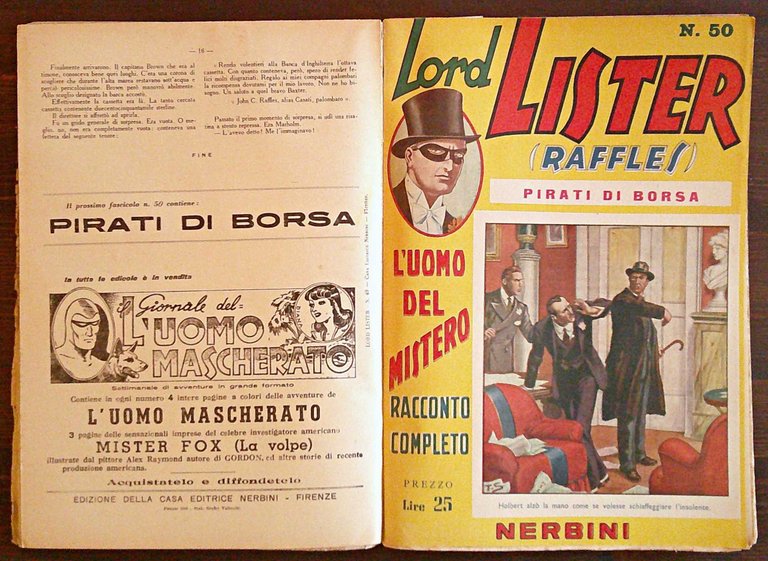 — 16 —
Finalmente arrivarono. Il capitano Brown che era al
timone, conosceva bene quei luoghi. C'era una corona di
scogliere che durante l'alta marea restavano sott'acqua e
perciò pericolosissime. Brown però manovrò abilmente.
Allo scoglio designato la barca accostò.
Effettivamente la cassetta era là. La tanto cercata
cassetta contenente duecentocinquantamila sterline.
Il direttore si affrettò ad aprirla.
Fu un grido generale di sorpresa. Era vuota. O me-
glio, no, non era completamente vuota: conteneva una
lettera del seguente tenore:
« Rendo volentieri alla Banca d'Inghilterra l'ottava
cassetta. Con quanto conteneva, però, spero di render fe-
lici molti disgraziati. Regalo ai miei compagni palombari
la ricompensa dovutami per il mio lavoro. Non ne ho bi-
sogno. Un saluto a quel bravo Baxter.
« John C. Raffles, alias Casati, palombaro ».
Passato il primo momento di sorpresa, si udì una risa-
tina a stento repressa. Era Marholm.
— L'avevo detto! Me l'immaginavo!
FINE
Il prossimo fascicolo n. 50 contiene:
PIRATI DI BORSA
In tutte le edicole è in vendita
il Giornale del
L'UOMO
MASCHERATO
Settimanale di avventure in grande formato
Contiene in ogni numero 4 intere pagine a colori delle avventure de
L'UOMO MASCHERATO
3 pagine delle sensazionali imprese del celebre investigatore americano
MISTER FOX (La volpe)
illustrate dal pittore Alex Raymond autore di GORDON, ed altre storie di recente
produzione americana.
Acquistatelo e diffondetelo
EDIZIONE DELLA CASA EDITRICE NERBINI - FIRENZE
LORD LISTER - N. 49 - Casa Editrice Nerbini - Firenze.
N. 50
Lord LISTER
(RAFFLES)
PIRATI DI BORSA
L'UOMO
DEL
MISTERO
RACCONTO
COMPLETO
PREZZO
Lire 25
T.S
Holbert alzò la mano come se volesse schiaffeggiare l'insolente.
NERBINI